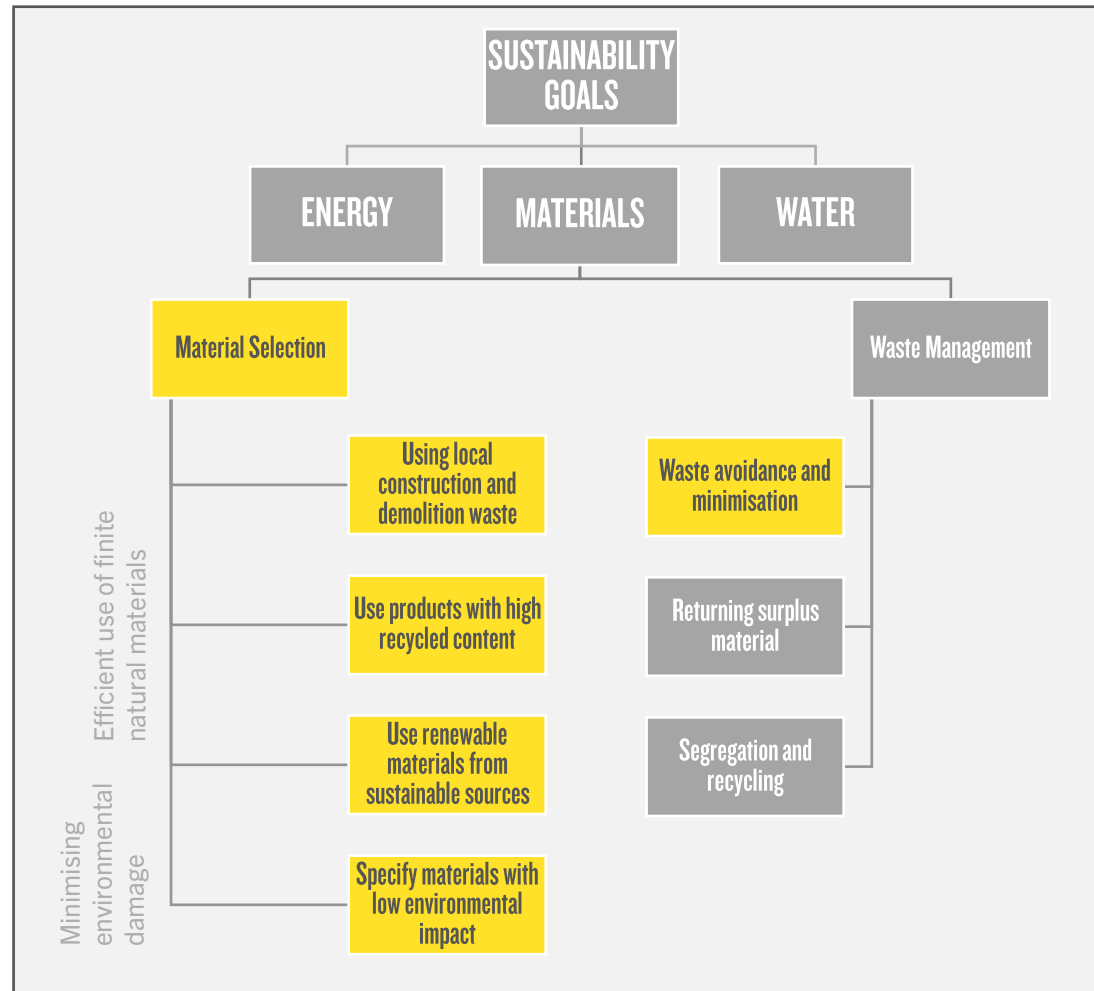 SUSTAINABILITY
GOALS
ENERGY
MATERIALS
WATER
Material Selection
Waste Management
Efficient use of finite
natural materials
Minimising
environmental
damage
Using local
construction and
demolition waste
Use products with high
recycled content
Use renewable
materials from
sustainable sources
Specify materials with
low environmental
impact
Waste avoidance and
minimisation
Returning surplus
material
Segregation and
recycling